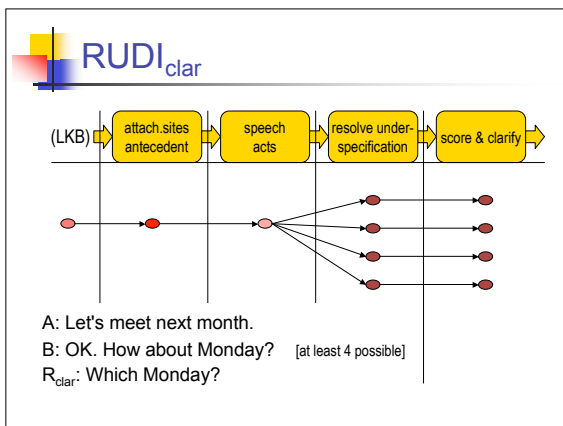 RUDIclar
(LKB)
attach.sites
antecedent
speech
acts
resolve under-
specification
score & clarify
A: Let's meet next month.
B: OK. How about Monday? [at least 4 possible]
Rclar: Which Monday?